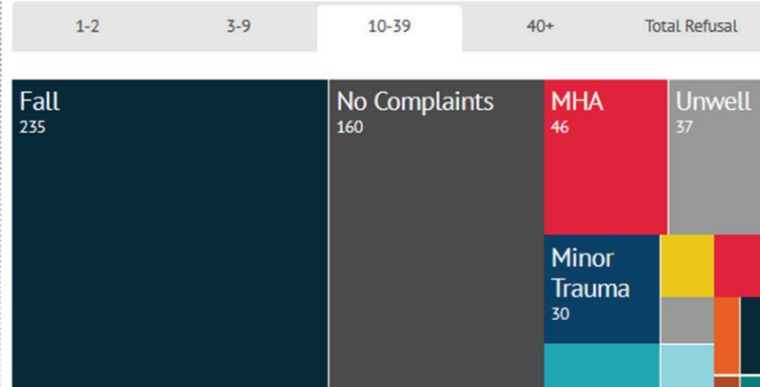 1-2 3-9 10-39 40+ Total Refusal
Fall
235
No Complaints
160
MHA
46
Unwell
37
Minor
Trauma
30